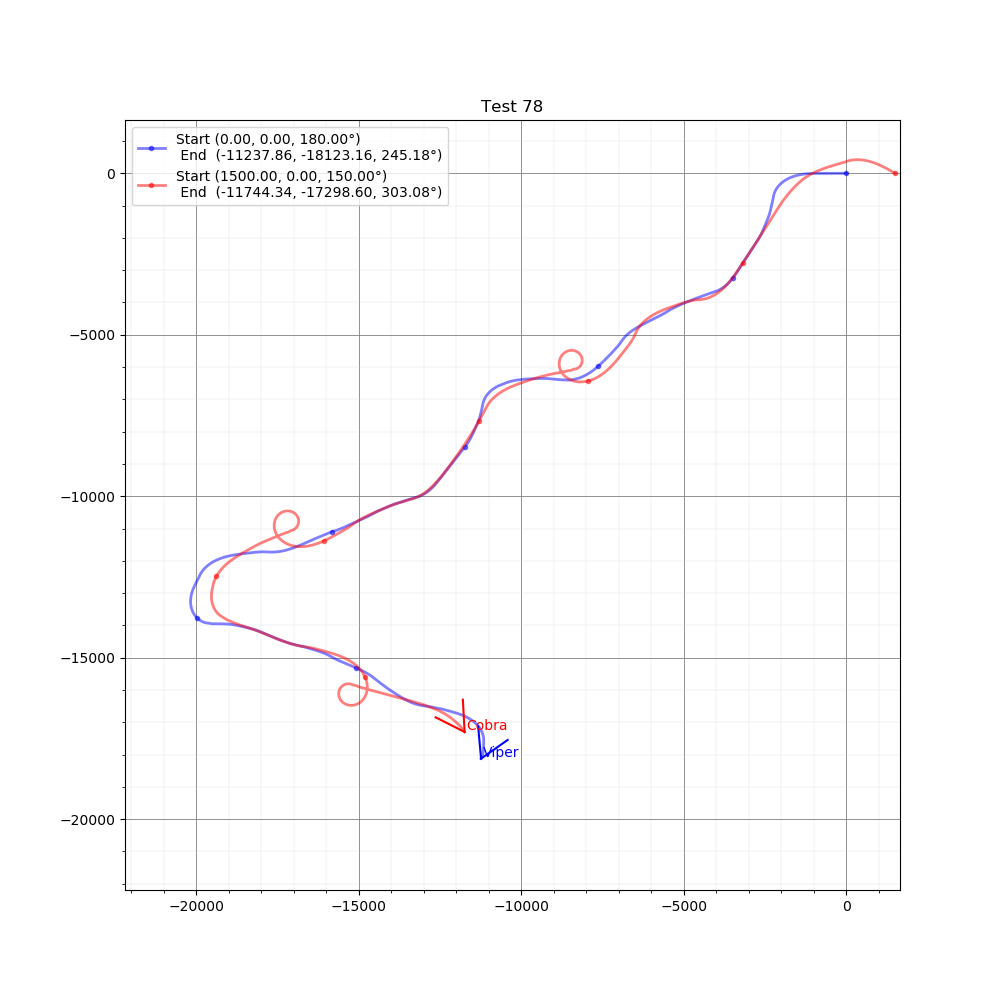 Test 78
Start (0.00, 0.00, 180.00°)
End (-11237.86, -18123.16, 245.18°)
Start (1500.00, 0.00, 150.00°)
End (-11744.34, -17298.60, 303.08°)
0
−5000
−10000
−15000
−20000
Cobra
Viper
−20000 −15000 −10000 −5000 0